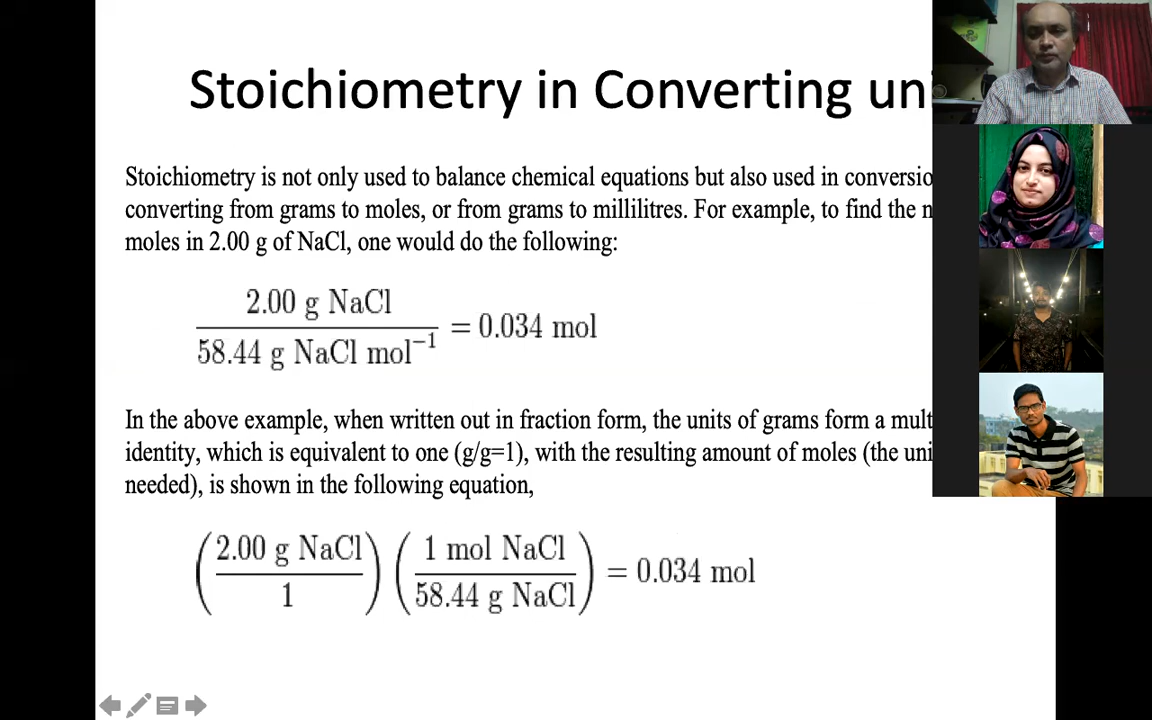 Stoichiometry in Converting un
Stoichiometry is not only used to balance chemical equations but also used in conversio
converting from grams to moles, or from grams to millilitres. For example, to find the n
moles in 2.00 g of NaCl, one would do the following:
2.00 g NaCl
58.44 g NaCl mol⁻¹ = 0.034 mol
In the above example, when written out in fraction form, the units of grams form a mult
identity, which is equivalent to one (g/g=1), with the resulting amount of moles (the uni
needed), is shown in the following equation,
(2.00 g NaCl) (1 mol NaCl)
1 58.44 g NaCl = 0.034 mol